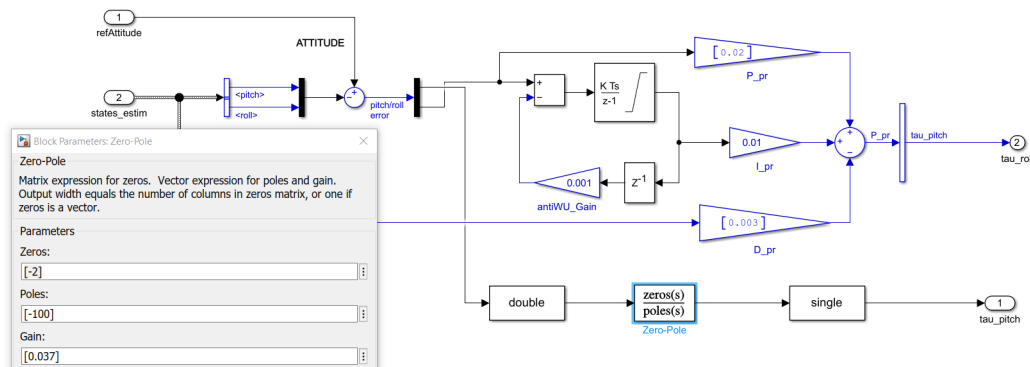 1
refAttitude
ATTITUDE
2
states_estim
<pitch>
<roll>
+
−
pitch/roll
error
+
−
K Ts
z-1
[0.02]
P_pr
0.01
I_pr
Z-1
0.001
antiWU_Gain
[0.003]
D_pr
+
+
−
P_pr
tau_pitch
2
tau_ro
double
zeros(s)
poles(s)
Zero-Pole
single
1
tau_pitch
Block Parameters: Zero-Pole
Zero-Pole
Matrix expression for zeros. Vector expression for poles and gain.
Output width equals the number of columns in zeros matrix, or one if
zeros is a vector.
Parameters
Zeros:
[-2]
Poles:
[-100]
Gain:
[0.037]